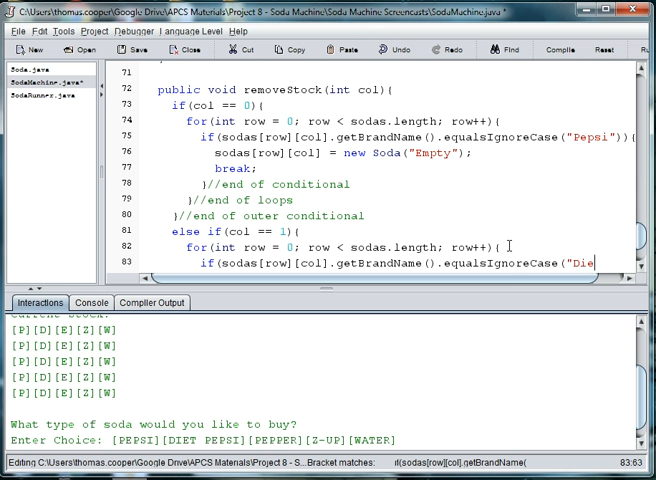 C:\Users\thomas.cooper\Google Drive\APCS Materials\Project 8 - Soda Machine\Soda Machine Screencasts\SodaMachine.java *
File Edit Tools Project Debugger Language Level Help
New Open Save Close Cut Copy Paste Undo Redo Find Compile Reset Ru
Soda.java
SodaMachine.java*
SodaRunner.java
71
72 public void removeStock(int col){
73 if(col == 0){
74 for(int row = 0; row < sodas.length; row++){
75 if(sodas[row][col].getBrandName().equalsIgnoreCase("Pepsi")){
76 sodas[row][col] = new Soda("Empty");
77 break;
78 }//end of conditional
79 }//end of loops
80 }//end of outer conditional
81 else if(col == 1){
82 for(int row = 0; row < sodas.length; row++){
83 if(sodas[row][col].getBrandName().equalsIgnoreCase("Die
Interactions Console Compiler Output
Current Stock:
[P][D][E][Z][W]
[P][D][E][Z][W]
[P][D][E][Z][W]
[P][D][E][Z][W]
[P][D][E][Z][W]
What type of soda would you like to buy?
Enter Choice: [PEPSI][DIET PEPSI][PEPPER][Z-UP][WATER]
Editing C:\Users\thomas.cooper\Google Drive\APCS Materials\Project 8 - S...Bracket matches: if(sodas[row][col].getBrandName( 83:63